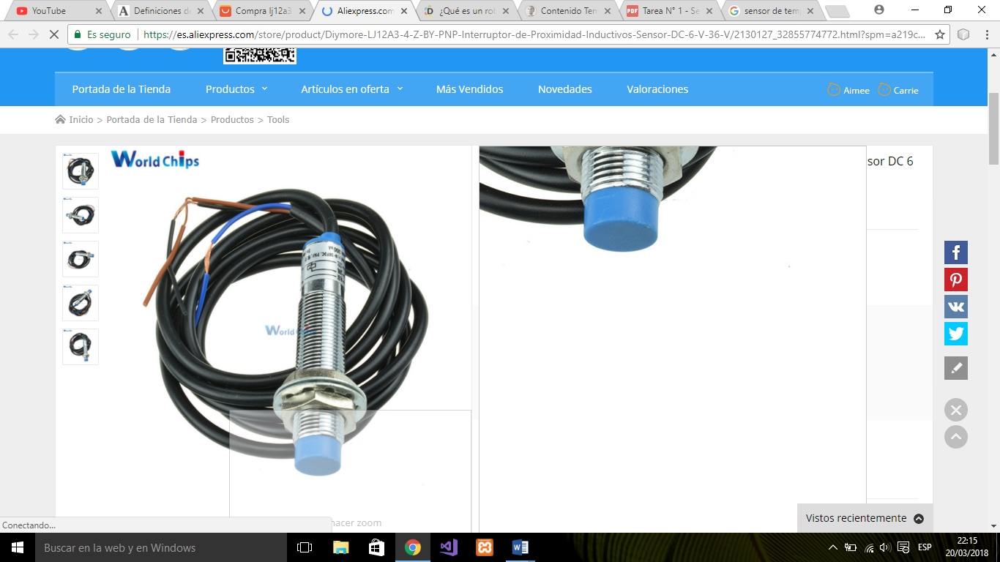 YouTube
Definiciones d
Compra lj12a3
Aliexpress.com
¿Qué es un rol
Contenido Tem
Tarea N° 1 - Se
sensor de tem
Es seguro
https://es.aliexpress.com/store/product/Diymore-LJ12A3-4-Z-BY-PNP-Interruptor-de-Proximidad-Inductivos-Sensor-DC-6-V-36-V/2130127_32855774772.html?spm=a219c...
Portada de la Tienda
Productos
Artículos en oferta
Más Vendidos
Novedades
Valoraciones
Aimee
Carrie
Inicio > Portada de la Tienda > Productos > Tools
World Chips
sor DC 6
hacer zoom
Vistos recientemente
Conectando...
Buscar en la web y en Windows
ESP
22:15
20/03/2018